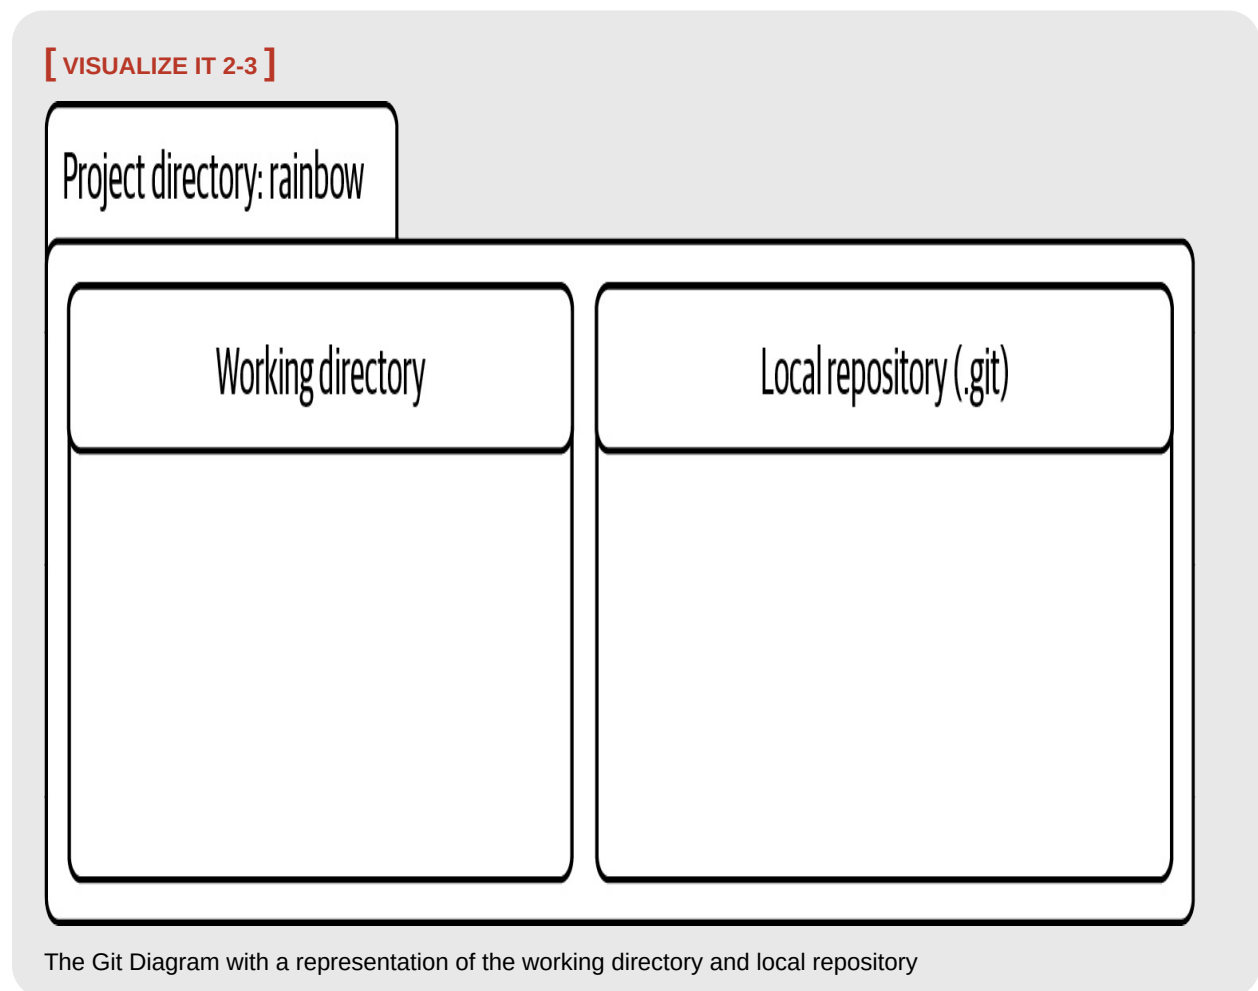 [ VISUALIZE IT 2-3 ]
Project directory: rainbow
Working directory
Local repository (.git)
The Git Diagram with a representation of the working directory and local repository